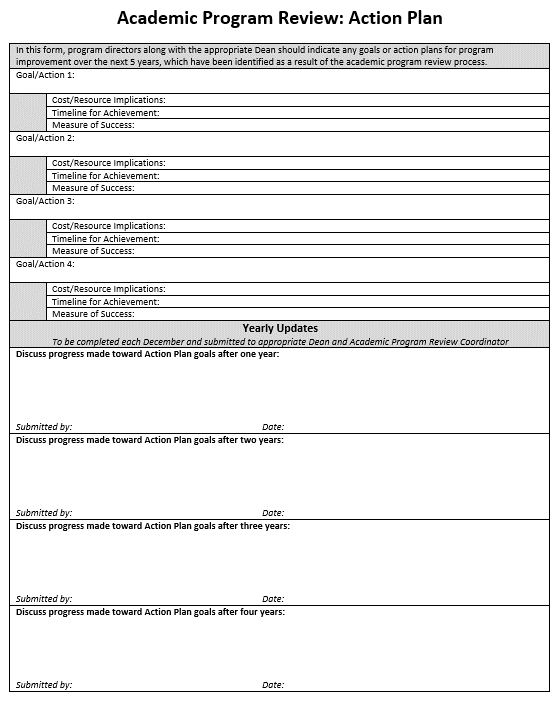 Academic Program Review: Action Plan
In this form, program directors along with the appropriate Dean should indicate any goals or action plans for program
improvement over the next 5 years, which have been identified as a result of the academic program review process.
Goal/Action 1:
Cost/Resource Implications:
Timeline for Achievement:
Measure of Success:
Goal/Action 2:
Cost/Resource Implications:
Timeline for Achievement:
Measure of Success:
Goal/Action 3:
Cost/Resource Implications:
Timeline for Achievement:
Measure of Success:
Goal/Action 4:
Cost/Resource Implications:
Timeline for Achievement:
Measure of Success:
Yearly Updates
To be completed each December and submitted to appropriate Dean and Academic Program Review Coordinator
Discuss progress made toward Action Plan goals after one year:
Submitted by: Date:
Discuss progress made toward Action Plan goals after two years:
Submitted by: Date:
Discuss progress made toward Action Plan goals after three years:
Submitted by: Date:
Discuss progress made toward Action Plan goals after four years:
Submitted by: Date: